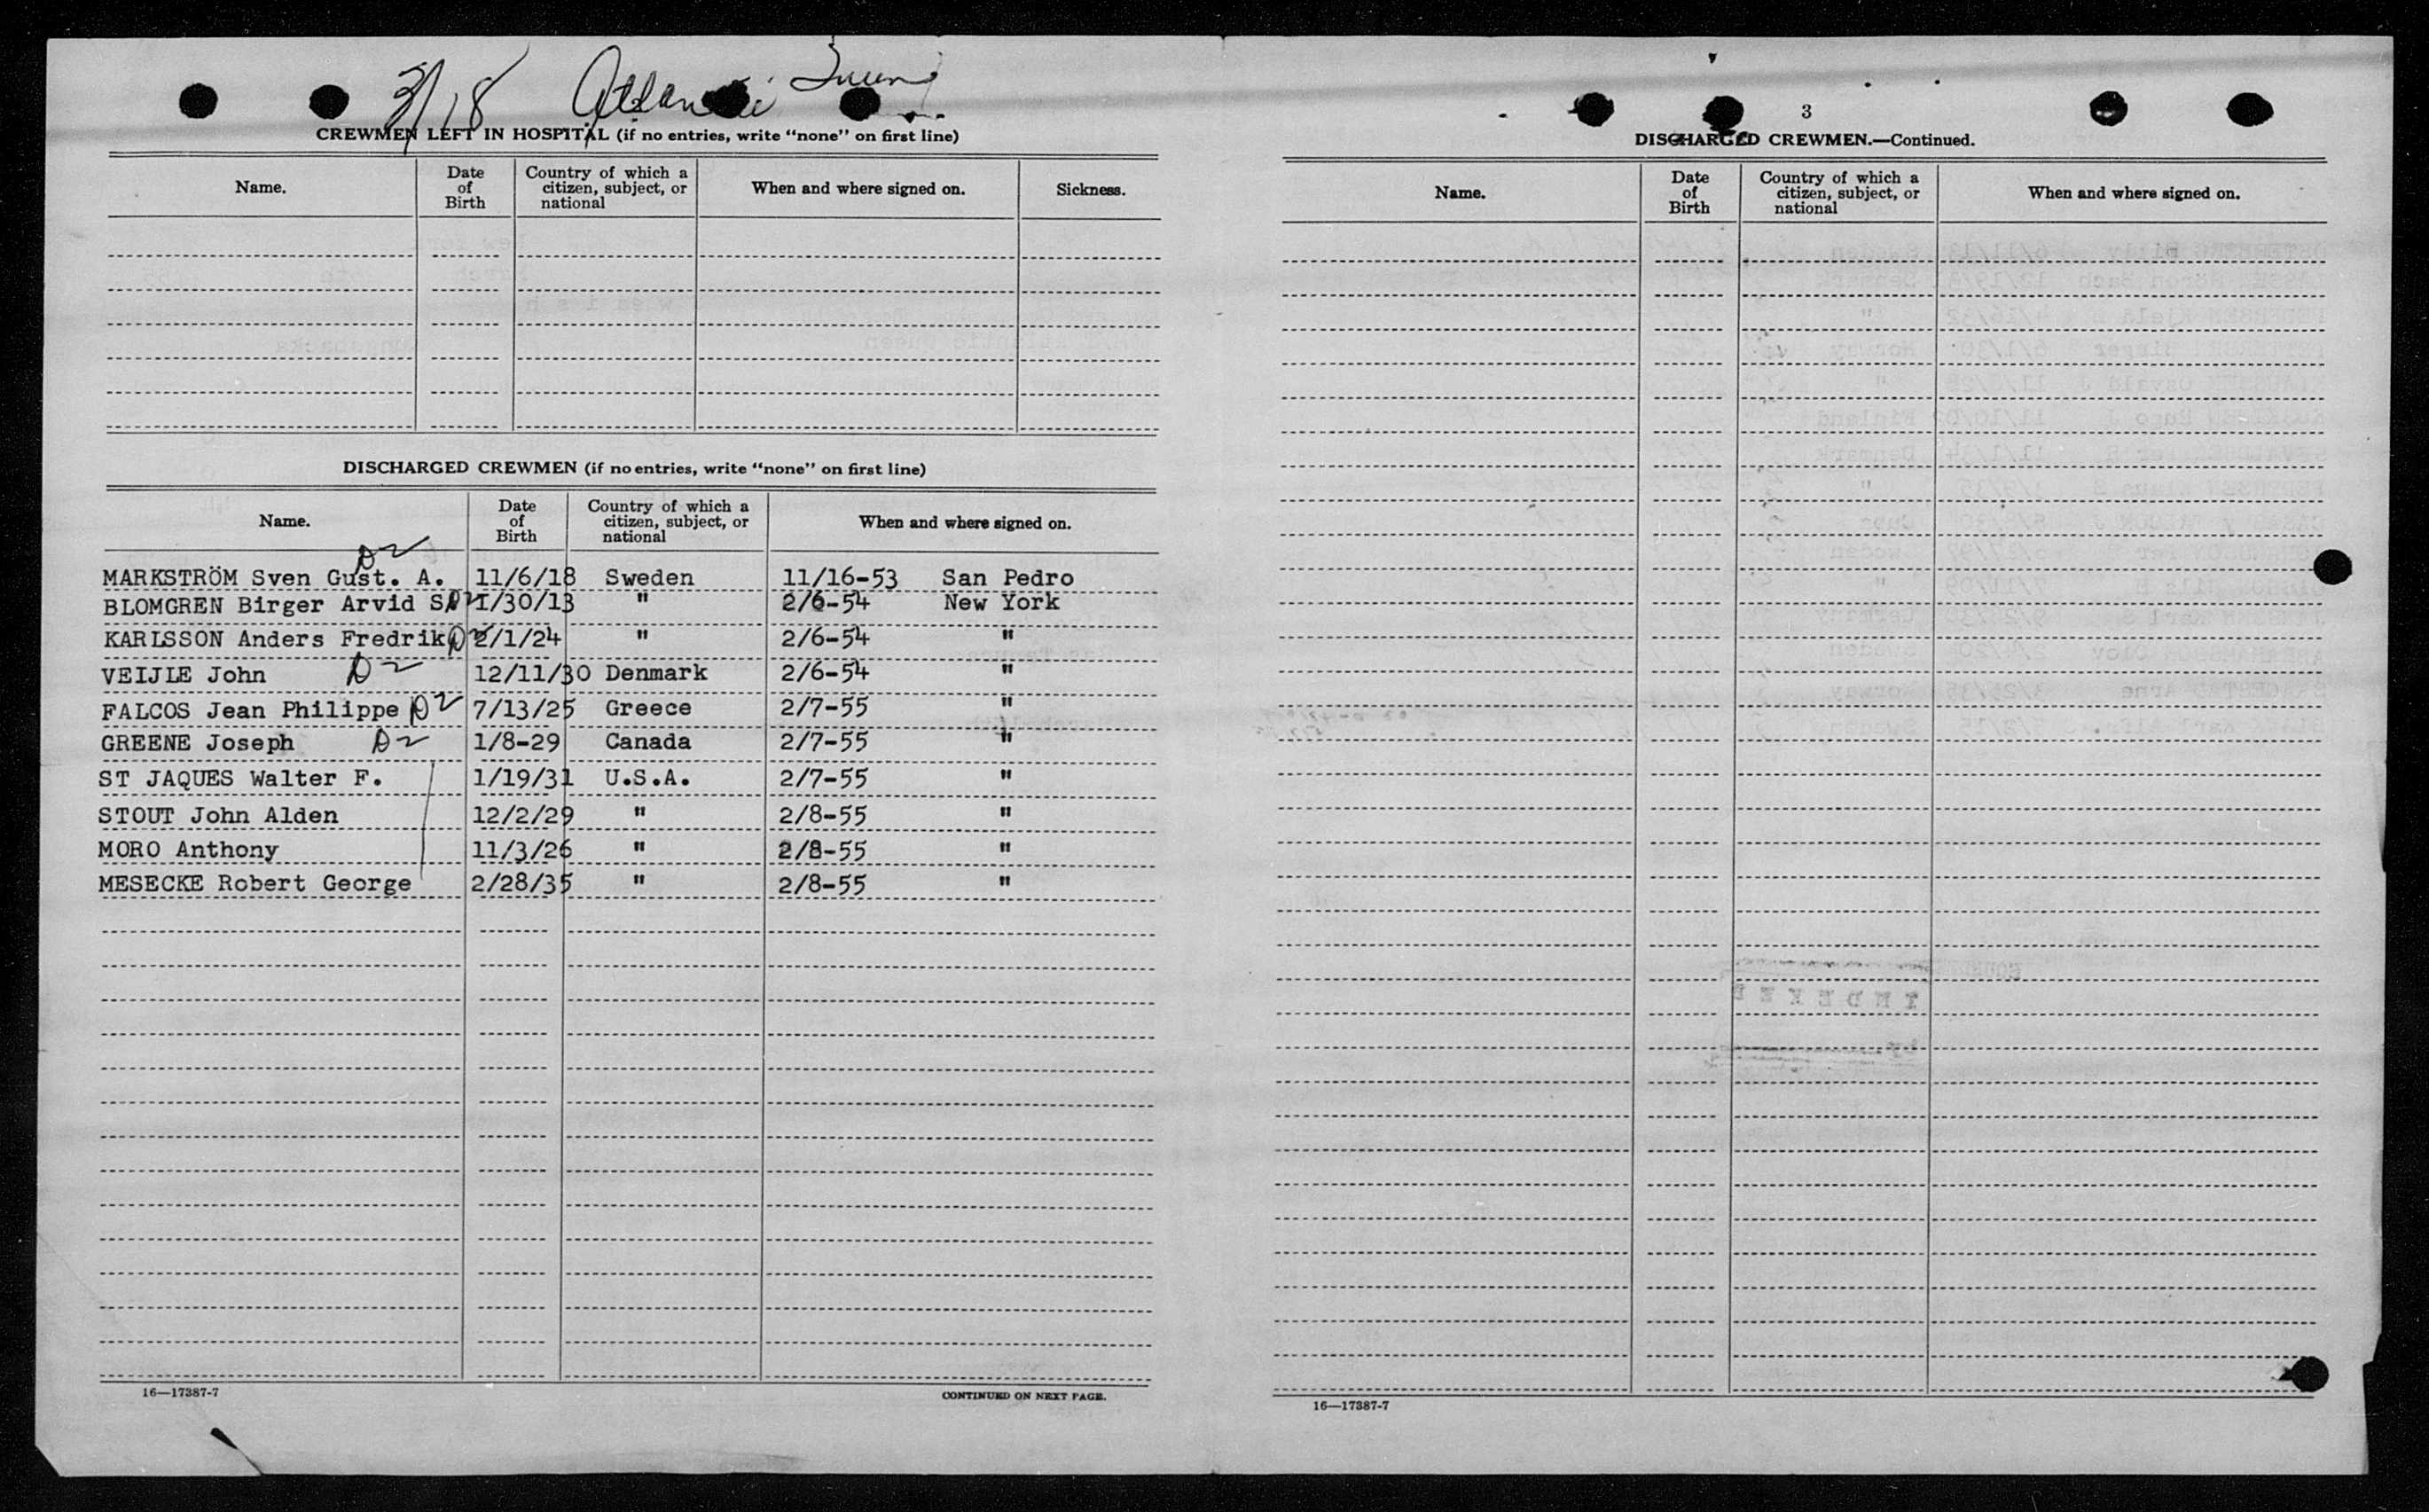 3/18 Atlantic Queen
CREWMEN LEFT IN HOSPITAL (if no entries, write “none” on first line)
Name. Date of Birth Country of which a citizen, subject, or national When and where signed on. Sickness.
DISCHARGED CREWMEN (if no entries, write “none” on first line)
Name. Date of Birth Country of which a citizen, subject, or national When and where signed on.
D2
MARKSTRÖM Sven Gust. A. 11/6/18 Sweden 11/16-53 San Pedro
BLOMGREN Birger Arvid S. D2 1/30/13 " 2/6-54 New York
KARLSSON Anders Fredrik D2 2/1/24 " 2/6-54 "
VEIJLE John D2 12/11/30 Denmark 2/6-54 "
FALCOS Jean Philippe D2 7/13/25 Greece 2/7-55 "
GREENE Joseph D2 1/8-29 Canada 2/7-55 "
ST JAQUES Walter F. 1/19/31 U.S.A. 2/7-55 "
STOUT John Alden 12/2/29 " 2/8-55 "
MORO Anthony 11/3/26 " 2/8-55 "
MESECKE Robert George 2/28/35 " 2/8-55 "
16—17387-7 CONTINUED ON NEXT PAGE.
3
DISCHARGED CREWMEN.—Continued.
Name. Date of Birth Country of which a citizen, subject, or national When and where signed on.
16—17387-7